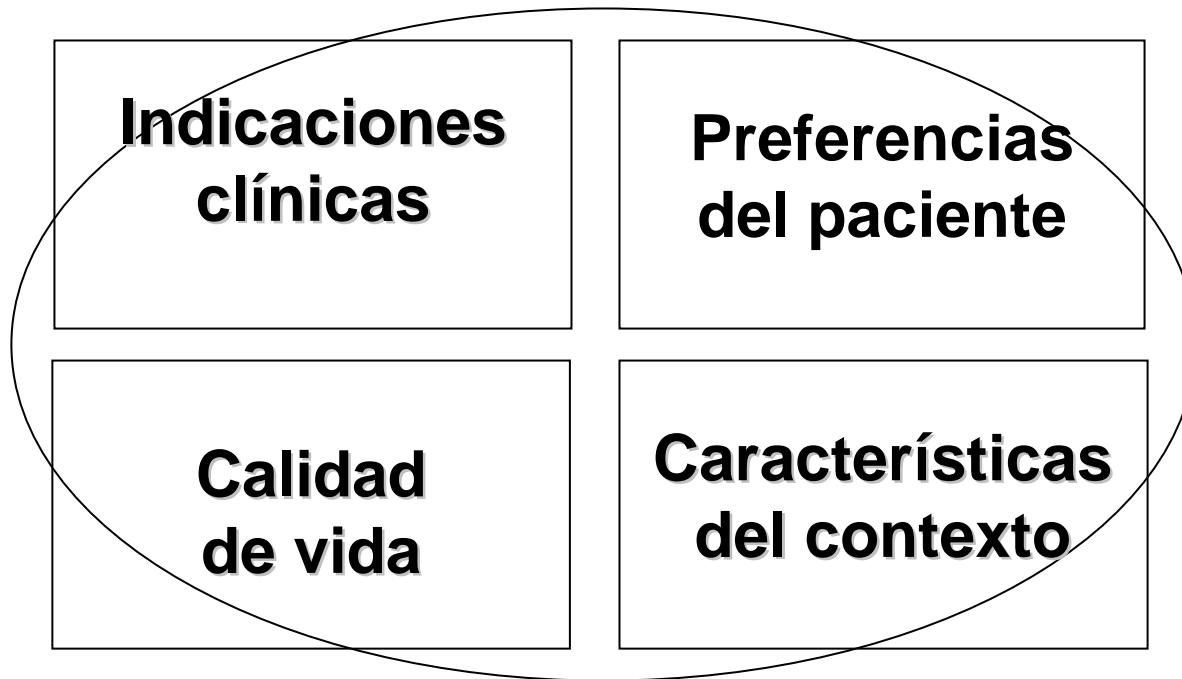 Indicaciones
clínicas
Preferencias
del paciente
Calidad
de vida
Características
del contexto